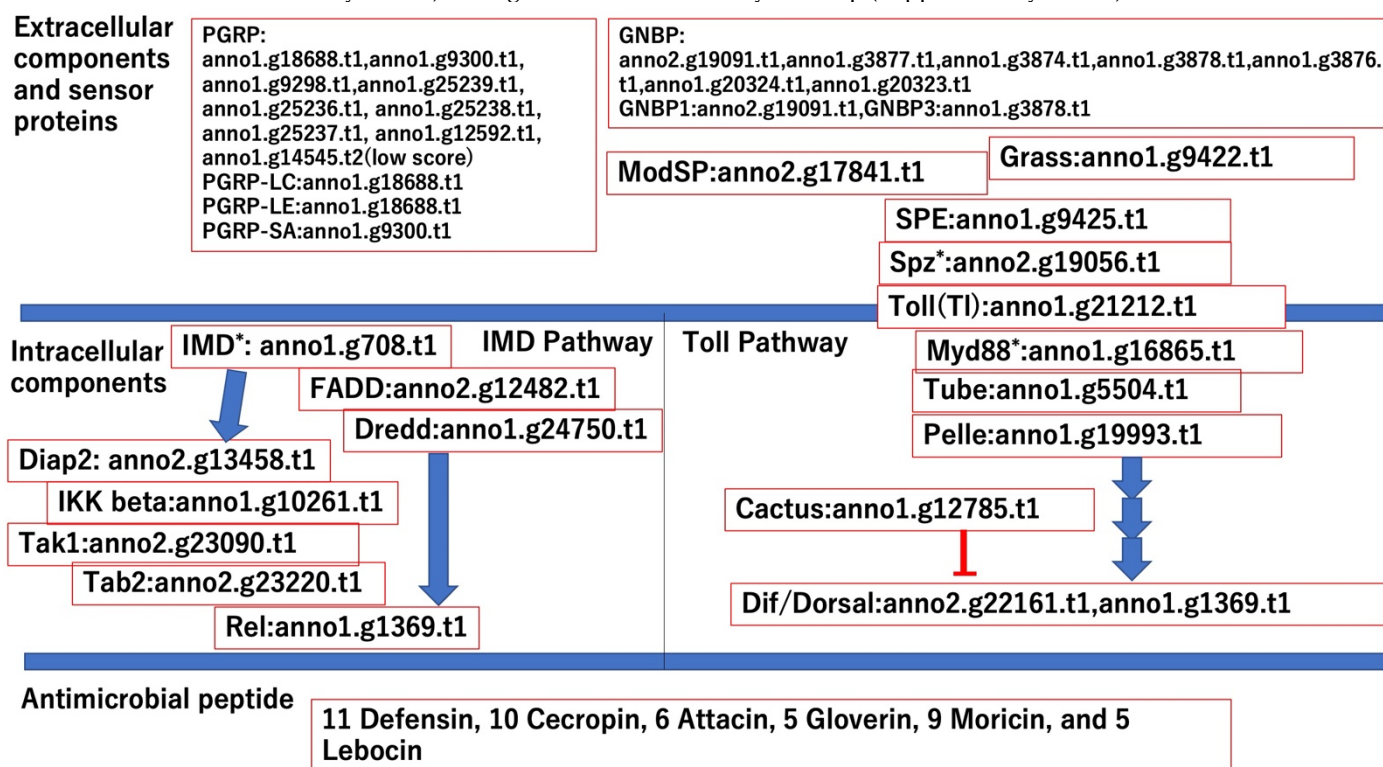 Extracellular
components
and sensor
proteins
PGRP:
anno1.g18688.t1,anno1.g9300.t1,
anno1.g9298.t1,anno1.g25239.t1,
anno1.g25236.t1, anno1.g25238.t1,
anno1.g25237.t1, anno1.g12592.t1,
anno1.g14545.t2(low score)
PGRP-LC:anno1.g18688.t1
PGRP-LE:anno1.g18688.t1
PGRP-SA:anno1.g9300.t1
GNBP:
anno2.g19091.t1,anno1.g3877.t1,anno1.g3874.t1,anno1.g3878.t1,anno1.g3876.
t1,anno1.g20324.t1,anno1.g20323.t1
GNBP1:anno2.g19091.t1,GNBP3:anno1.g3878.t1
ModSP:anno2.g17841.t1
Grass:anno1.g9422.t1
SPE:anno1.g9425.t1
Spz*:anno2.g19056.t1
Toll(Tl):anno1.g21212.t1
Intracellular
components
IMD*: anno1.g708.t1
IMD Pathway
FADD:anno2.g12482.t1
Dredd:anno1.g24750.t1
Diap2: anno2.g13458.t1
IKK beta:anno1.g10261.t1
Tak1:anno2.g23090.t1
Tab2:anno2.g23220.t1
Rel:anno1.g1369.t1
Toll Pathway
Myd88*:anno1.g16865.t1
Tube:anno1.g5504.t1
Pelle:anno1.g19993.t1
Cactus:anno1.g12785.t1
Dif/Dorsal:anno2.g22161.t1,anno1.g1369.t1
Antimicrobial peptide
11 Defensin, 10 Cecropin, 6 Attacin, 5 Gloverin, 9 Moricin, and 5
Lebocin